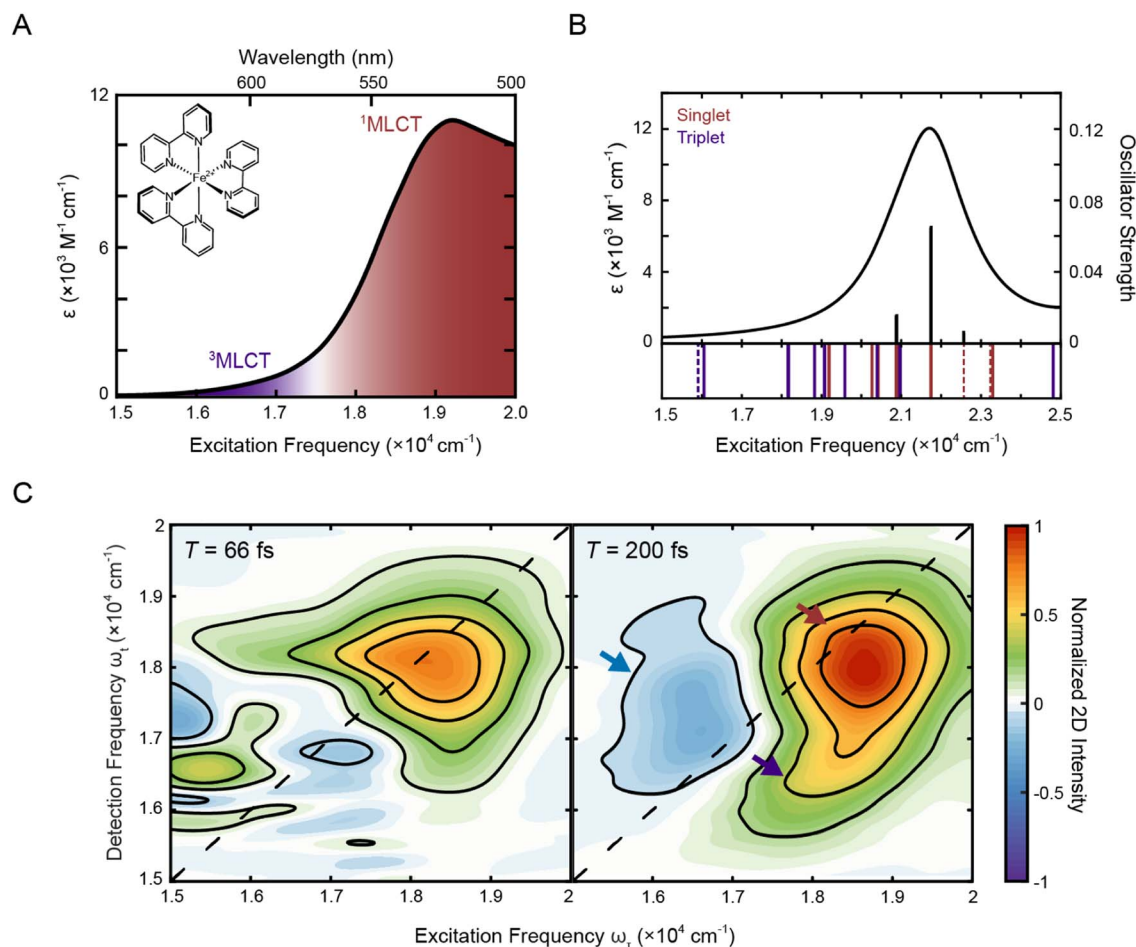 A
Wavelength (nm)
600 550 500
12
6
0
ε (×10³ M⁻¹ cm⁻¹)
¹MLCT
³MLCT
N
N
N
Fe²⁺
N
N
N
1.5 1.6 1.7 1.8 1.9 2.0
Excitation Frequency (×10⁴ cm⁻¹)
B
Singlet
Triplet
12
8
4
0
ε (×10³ M⁻¹ cm⁻¹)
0.12
0.08
0.04
0
Oscillator Strength
1.5 1.7 1.9 2.1 2.3 2.5
Excitation Frequency (×10⁴ cm⁻¹)
C
T = 66 fs
T = 200 fs
2
1.9
1.8
1.7
1.6
1.5
Detection Frequency ω_t (×10⁴ cm⁻¹)
1.5 1.6 1.7 1.8 1.9 2 1.6 1.7 1.8 1.9 2
Excitation Frequency ω_τ (×10⁴ cm⁻¹)
1
0.5
0
-0.5
-1
Normalized 2D Intensity